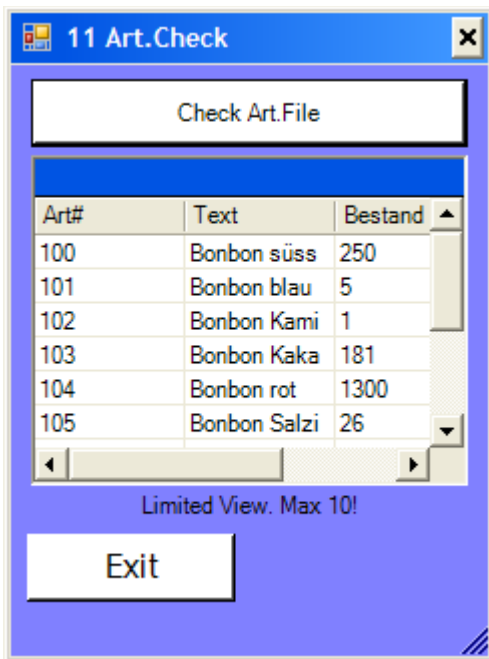 11 Art.Check
Check Art.File
Art# Text Bestand
100 Bonbon süss 250
101 Bonbon blau 5
102 Bonbon Kami 1
103 Bonbon Kaka 181
104 Bonbon rot 1300
105 Bonbon Salzi 26
Limited View. Max 10!
Exit